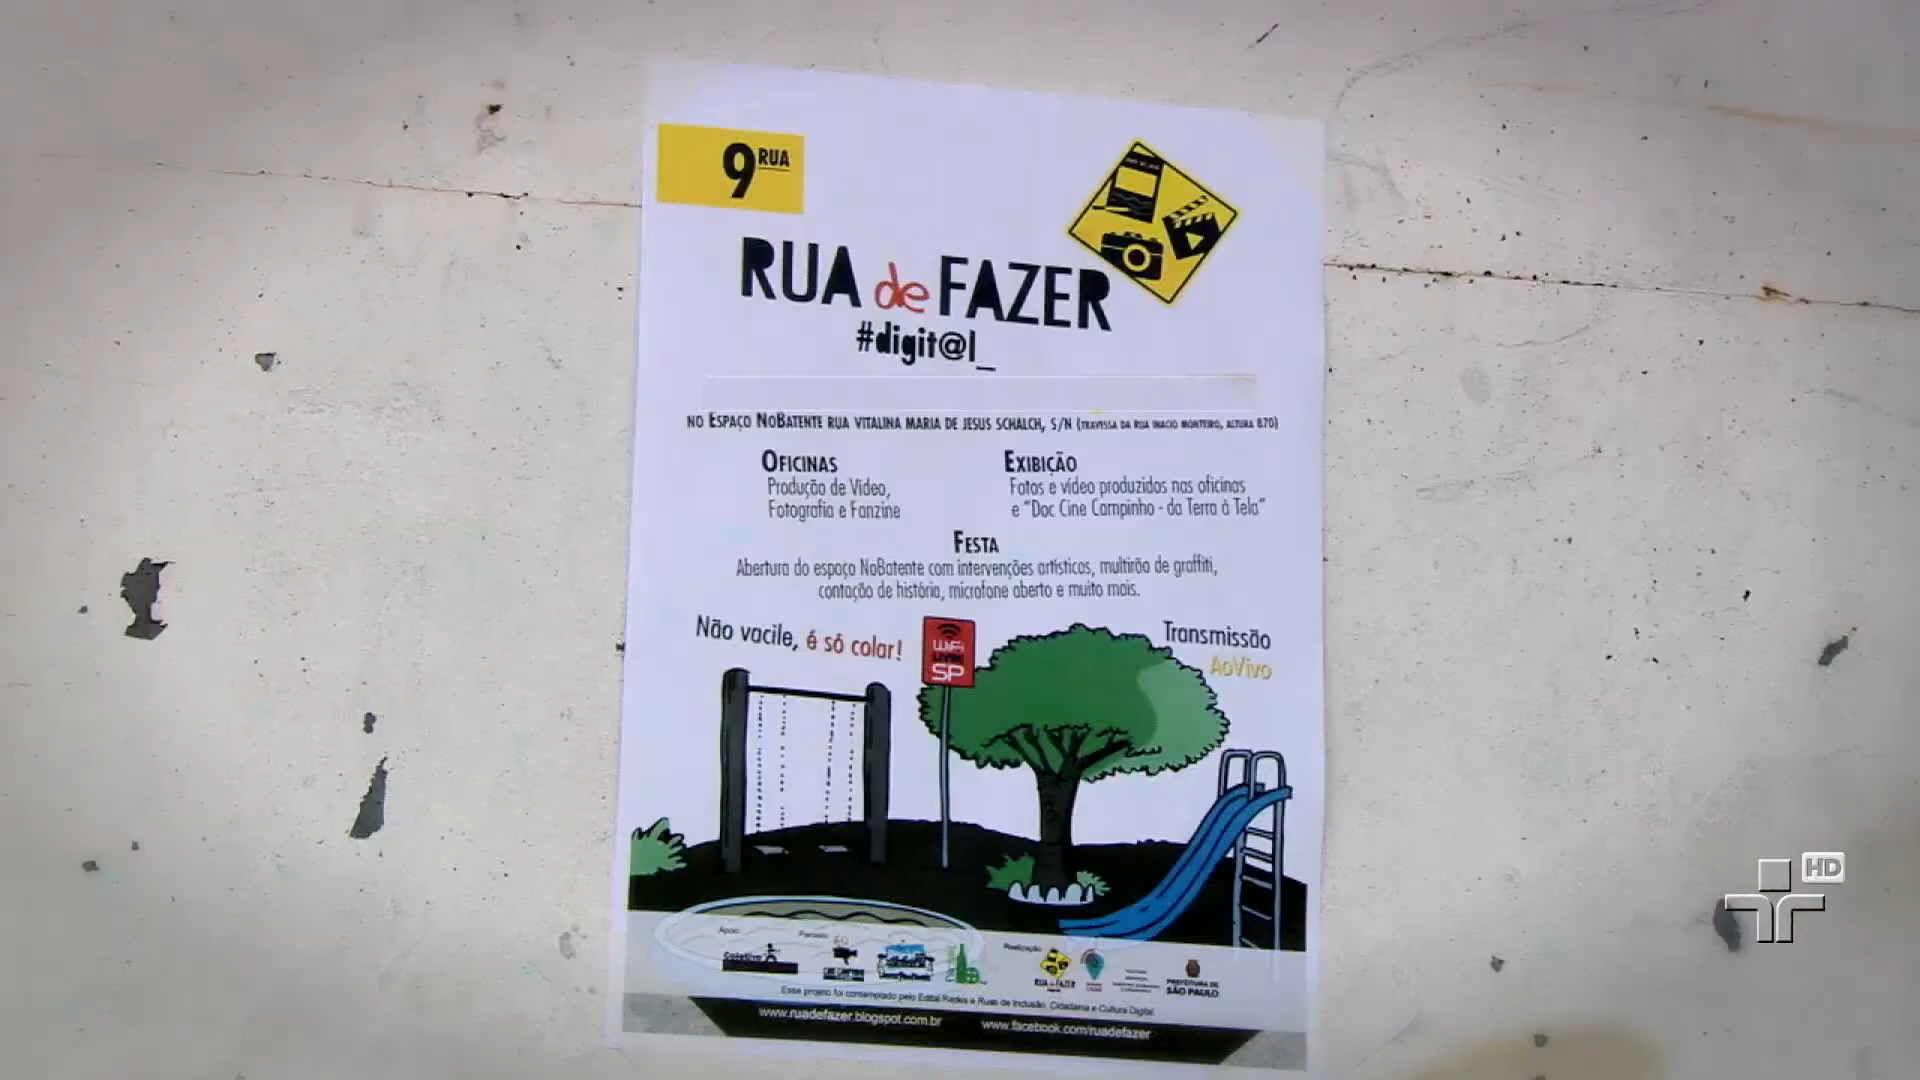 9 RUA
RUA de FAZER
#digit@l_
NO ESPAÇO NOBATENTE RUA VITALINA MARIA DE JESUS SCHALCH, S/N (TRAVESSA DA RUA INACIO MONTEIRO, ALTURA 870)
OFICINAS
Produção de Vídeo,
Fotografia e Fanzine
EXIBIÇÃO
Fotos e vídeo produzidos nas oficinas
e "Doc Cine Campinho - da Terra à Tela"
FESTA
Abertura do espaço NoBatente com intervenções artísticas, multirão de graffiti,
contação de história, microfone aberto e muito mais.
Não vacile, é só colar!
WiFi
LIVRE
SP
Transmissão
AoVivo
Apoio
Parceiro
Realização
Coletivo
RUA de FAZER
PREFEITURA DE
SÃO PAULO
Esse projeto foi contemplado pelo Edital Redes e Ruas de Inclusão, Cidadania e Cultura Digital
www.ruadefazer.blogspot.com.br
www.facebook.com/ruadefazer
HD